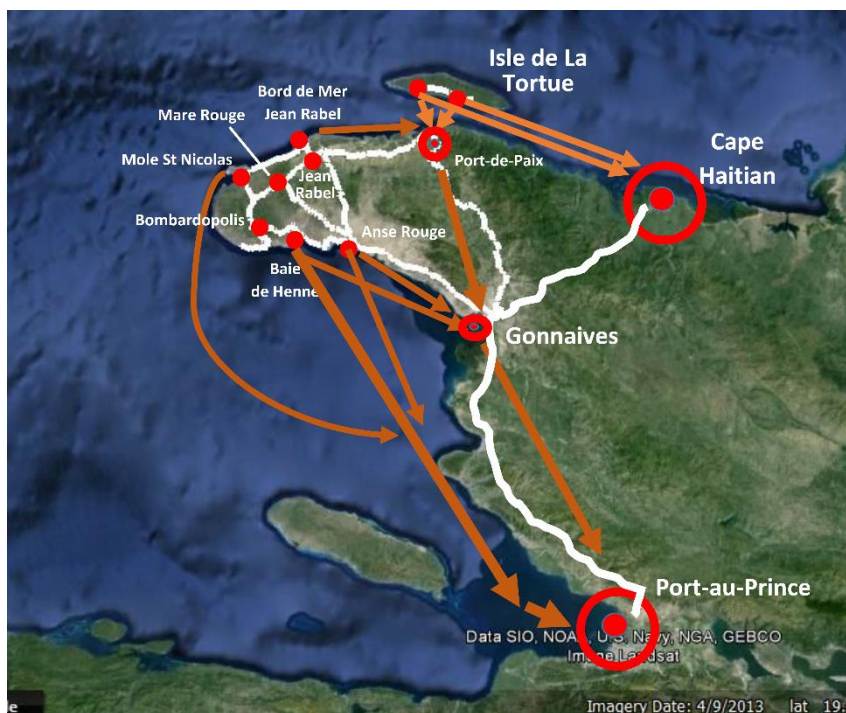 Isle de La
Tortue
Bord de Mer
Jean Rabel
Mare Rouge
Cape
Haitian
Mole St Nicolas
Port-de-Paix
Jean
Rabel
Bombardopolis
Anse Rouge
Baie
de Henne
Gonnaives
Port-au-Prince
Data SIO, NOAA, U.S. Navy, NGA, GEBCO
Image Landsat
le
Imagery Date: 4/9/2013 lat 19.